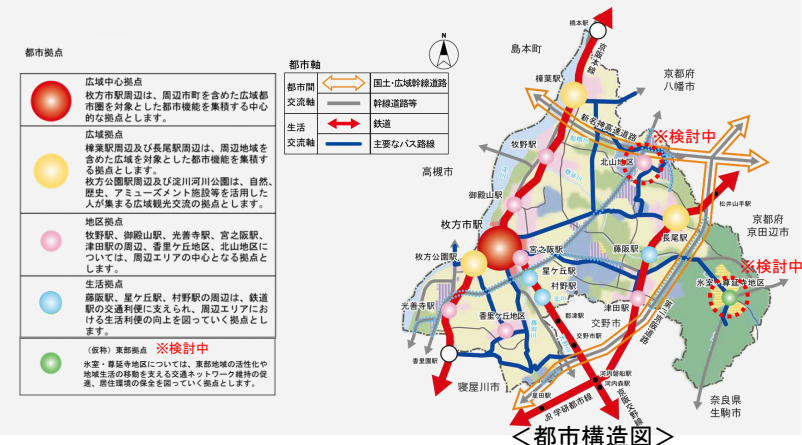 都市拠点
広域中心拠点
枚方市駅周辺は、周辺市町を含めた広域都
市圏を対象とした都市機能を集積する中心
的な拠点とします。
広域拠点
樟葉駅周辺及び長尾駅周辺は、周辺地域を
含めた広域を対象とした都市機能を集積す
る拠点とします。
枚方公園駅周辺及び淀川河川公園は、自然、
歴史、アミューズメント施設等を活用した
人が集まる広域観光交流の拠点とします。
地区拠点
牧野駅、御殿山駅、光善寺駅、宮之阪駅、
津田駅の周辺、香里ケ丘地区、北山地区に
ついては、周辺エリアの中心となる拠点と
します。
生活拠点
藤阪駅、星ケ丘駅、村野駅の周辺は、鉄道
駅の交通利便に支えられ、周辺エリアにお
ける生活利便の向上を図っていく拠点とし
ます。
（仮称）東部拠点 ※検討中
氷室・尊延寺地区については、東部地域の活性化や
地域生活の移動を支える交通ネットワーク維持の促
進、居住環境の保全を図っていく拠点とします。
都市軸
都市間
交流軸
国土・広域幹線道路
幹線道路等
生活
交流軸
鉄道
主要なバス路線
N
橋本駅
島本町
京阪本線
樟葉駅
京都府
八幡市
新名神高速道路
※検討中
牧野駅
北山地区
高槻市
御殿山駅
松井山手駅
枚方市駅
京都府
京田辺市
長尾駅
宮之阪駅
藤阪駅
枚方公園駅
星ケ丘駅
※検討中
村野駅
氷室・尊延寺地区
光善寺駅
津田駅
香里ケ丘地区
郡津駅
交野市
第二京阪道路
交野市駅
香里園駅
河内磐船駅
寝屋川市
河内森駅
星田駅
京阪交野線
JR 学研都市線
奈良県
生駒市
＜都市構造図＞